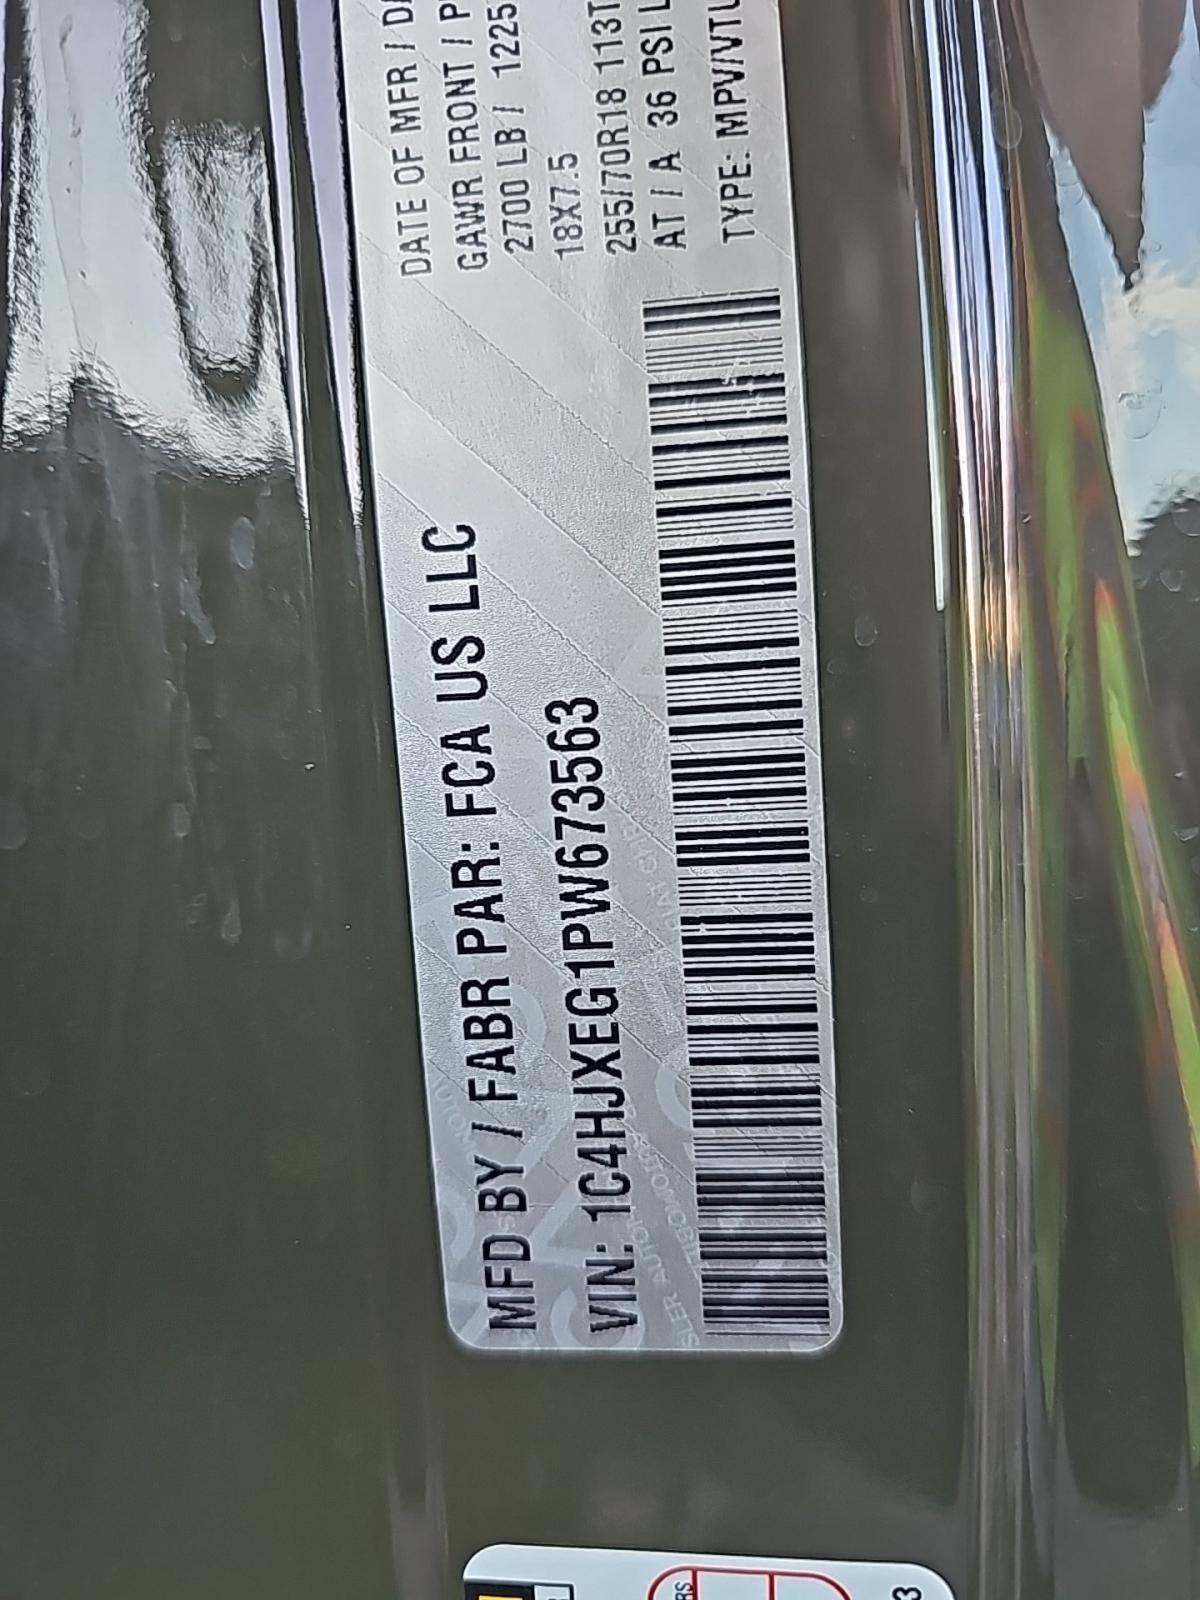 MFD BY / FABR PAR: FCA US LLC
VIN: 1C4HJXEG1PW673563
DATE OF MFR /
GAWR FRONT /
2700 LB / 1225
18X7.5
255/70R18 113T
AT / A 36 PSI
TYPE: MPV/VTU